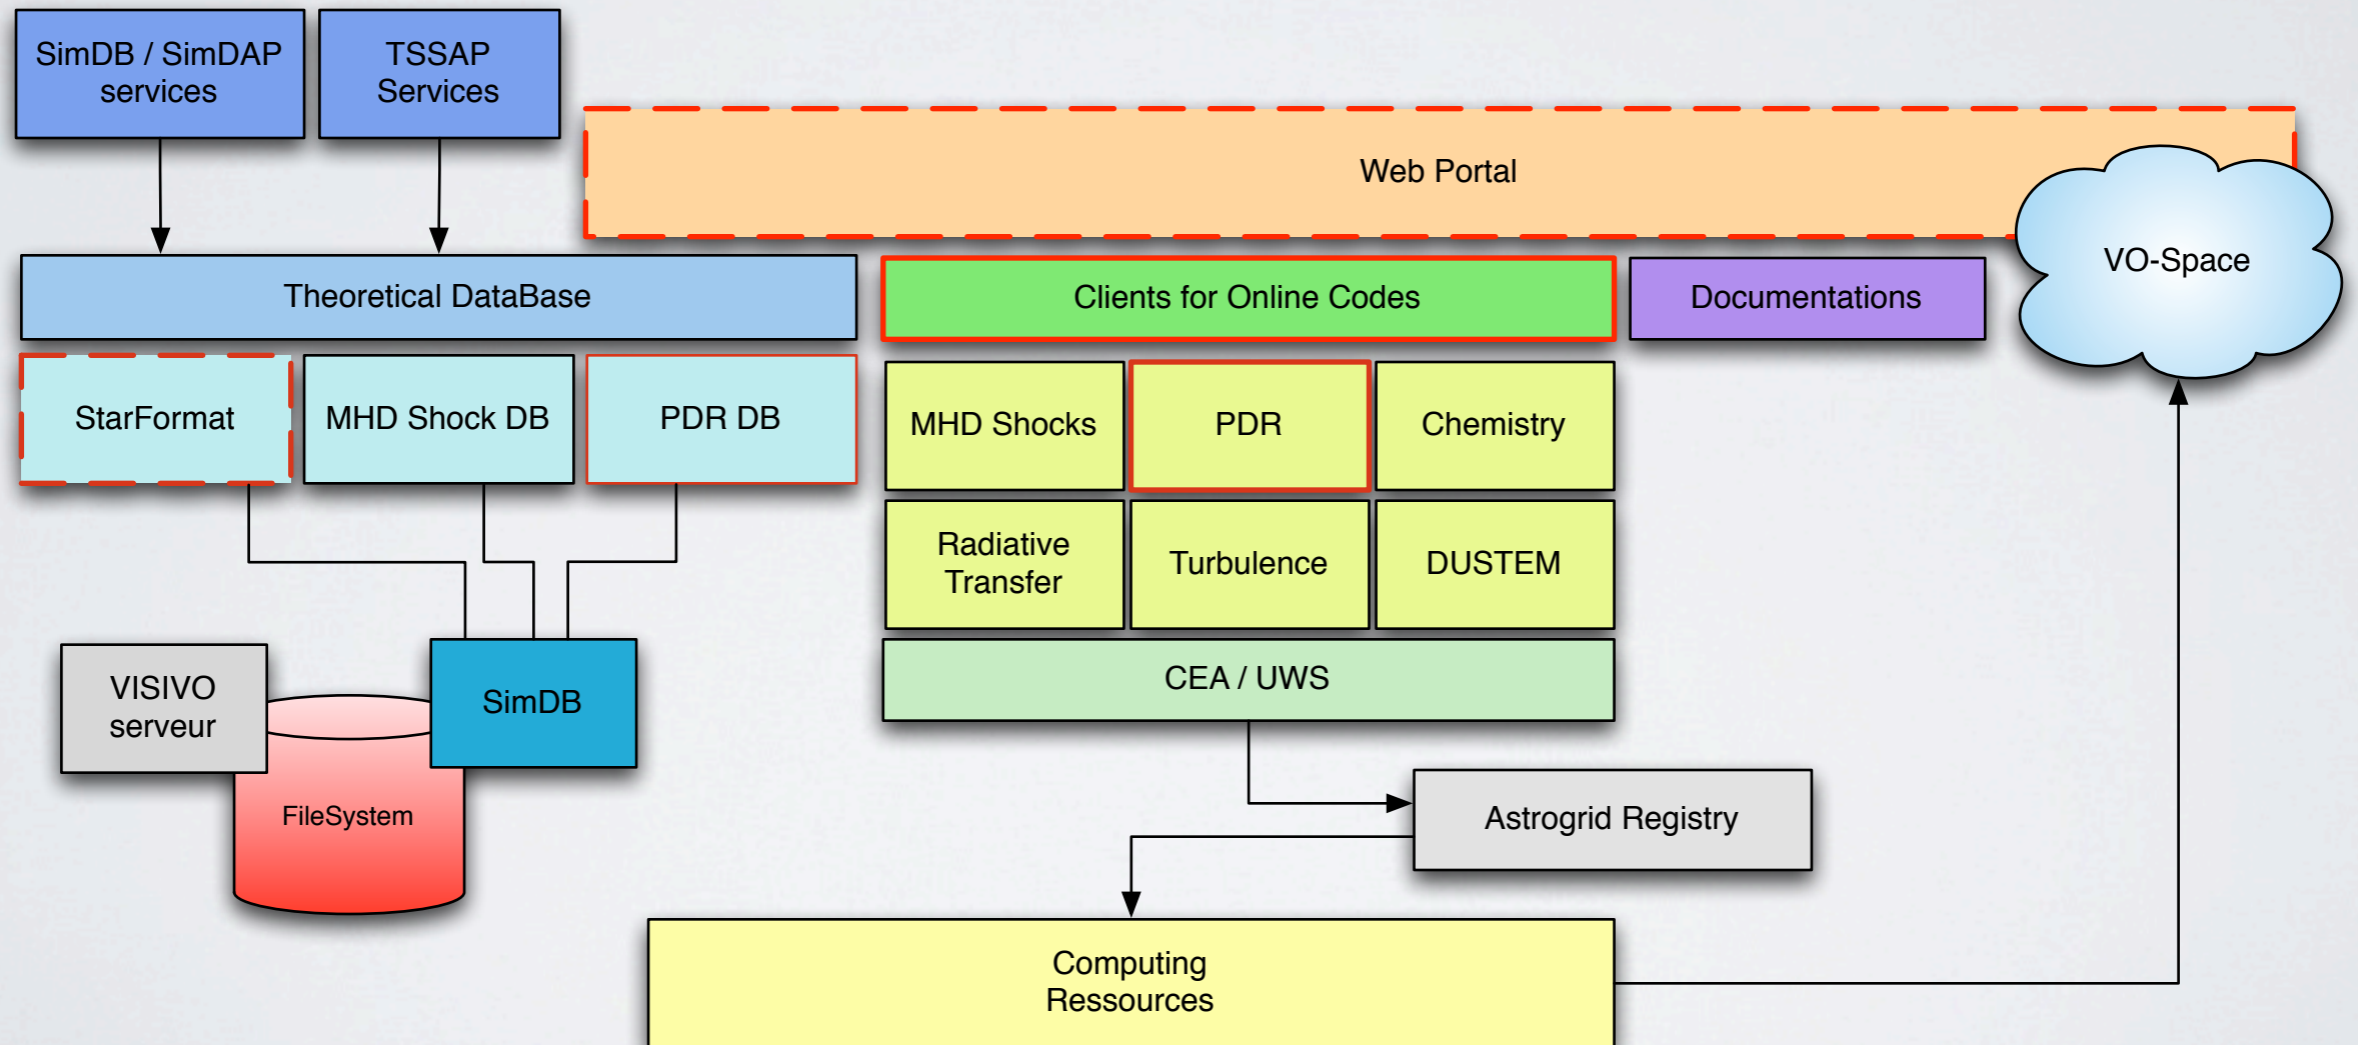 SimDB / SimDAP
services
TSSAP
Services
Web Portal
VO-Space
Theoretical DataBase
Clients for Online Codes
Documentations
StarFormat
MHD Shock DB
PDR DB
MHD Shocks
PDR
Chemistry
Radiative
Transfer
Turbulence
DUSTEM
VISIVO
serveur
SimDB
CEA / UWS
FileSystem
Astrogrid Registry
Computing
Ressources